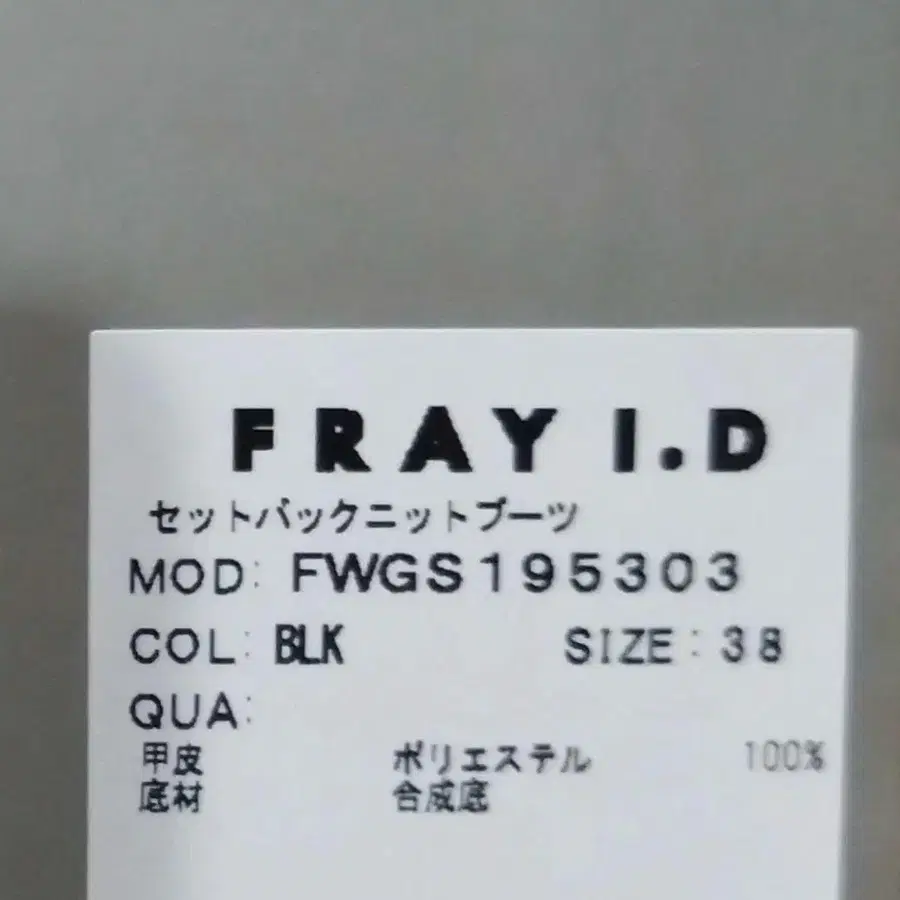 FRAY I.D
セットバックニットブーツ
MOD: FWGS195303
COL: BLK SIZE: 38
QUA:
甲皮 ポリエステル 100%
底材 合成底